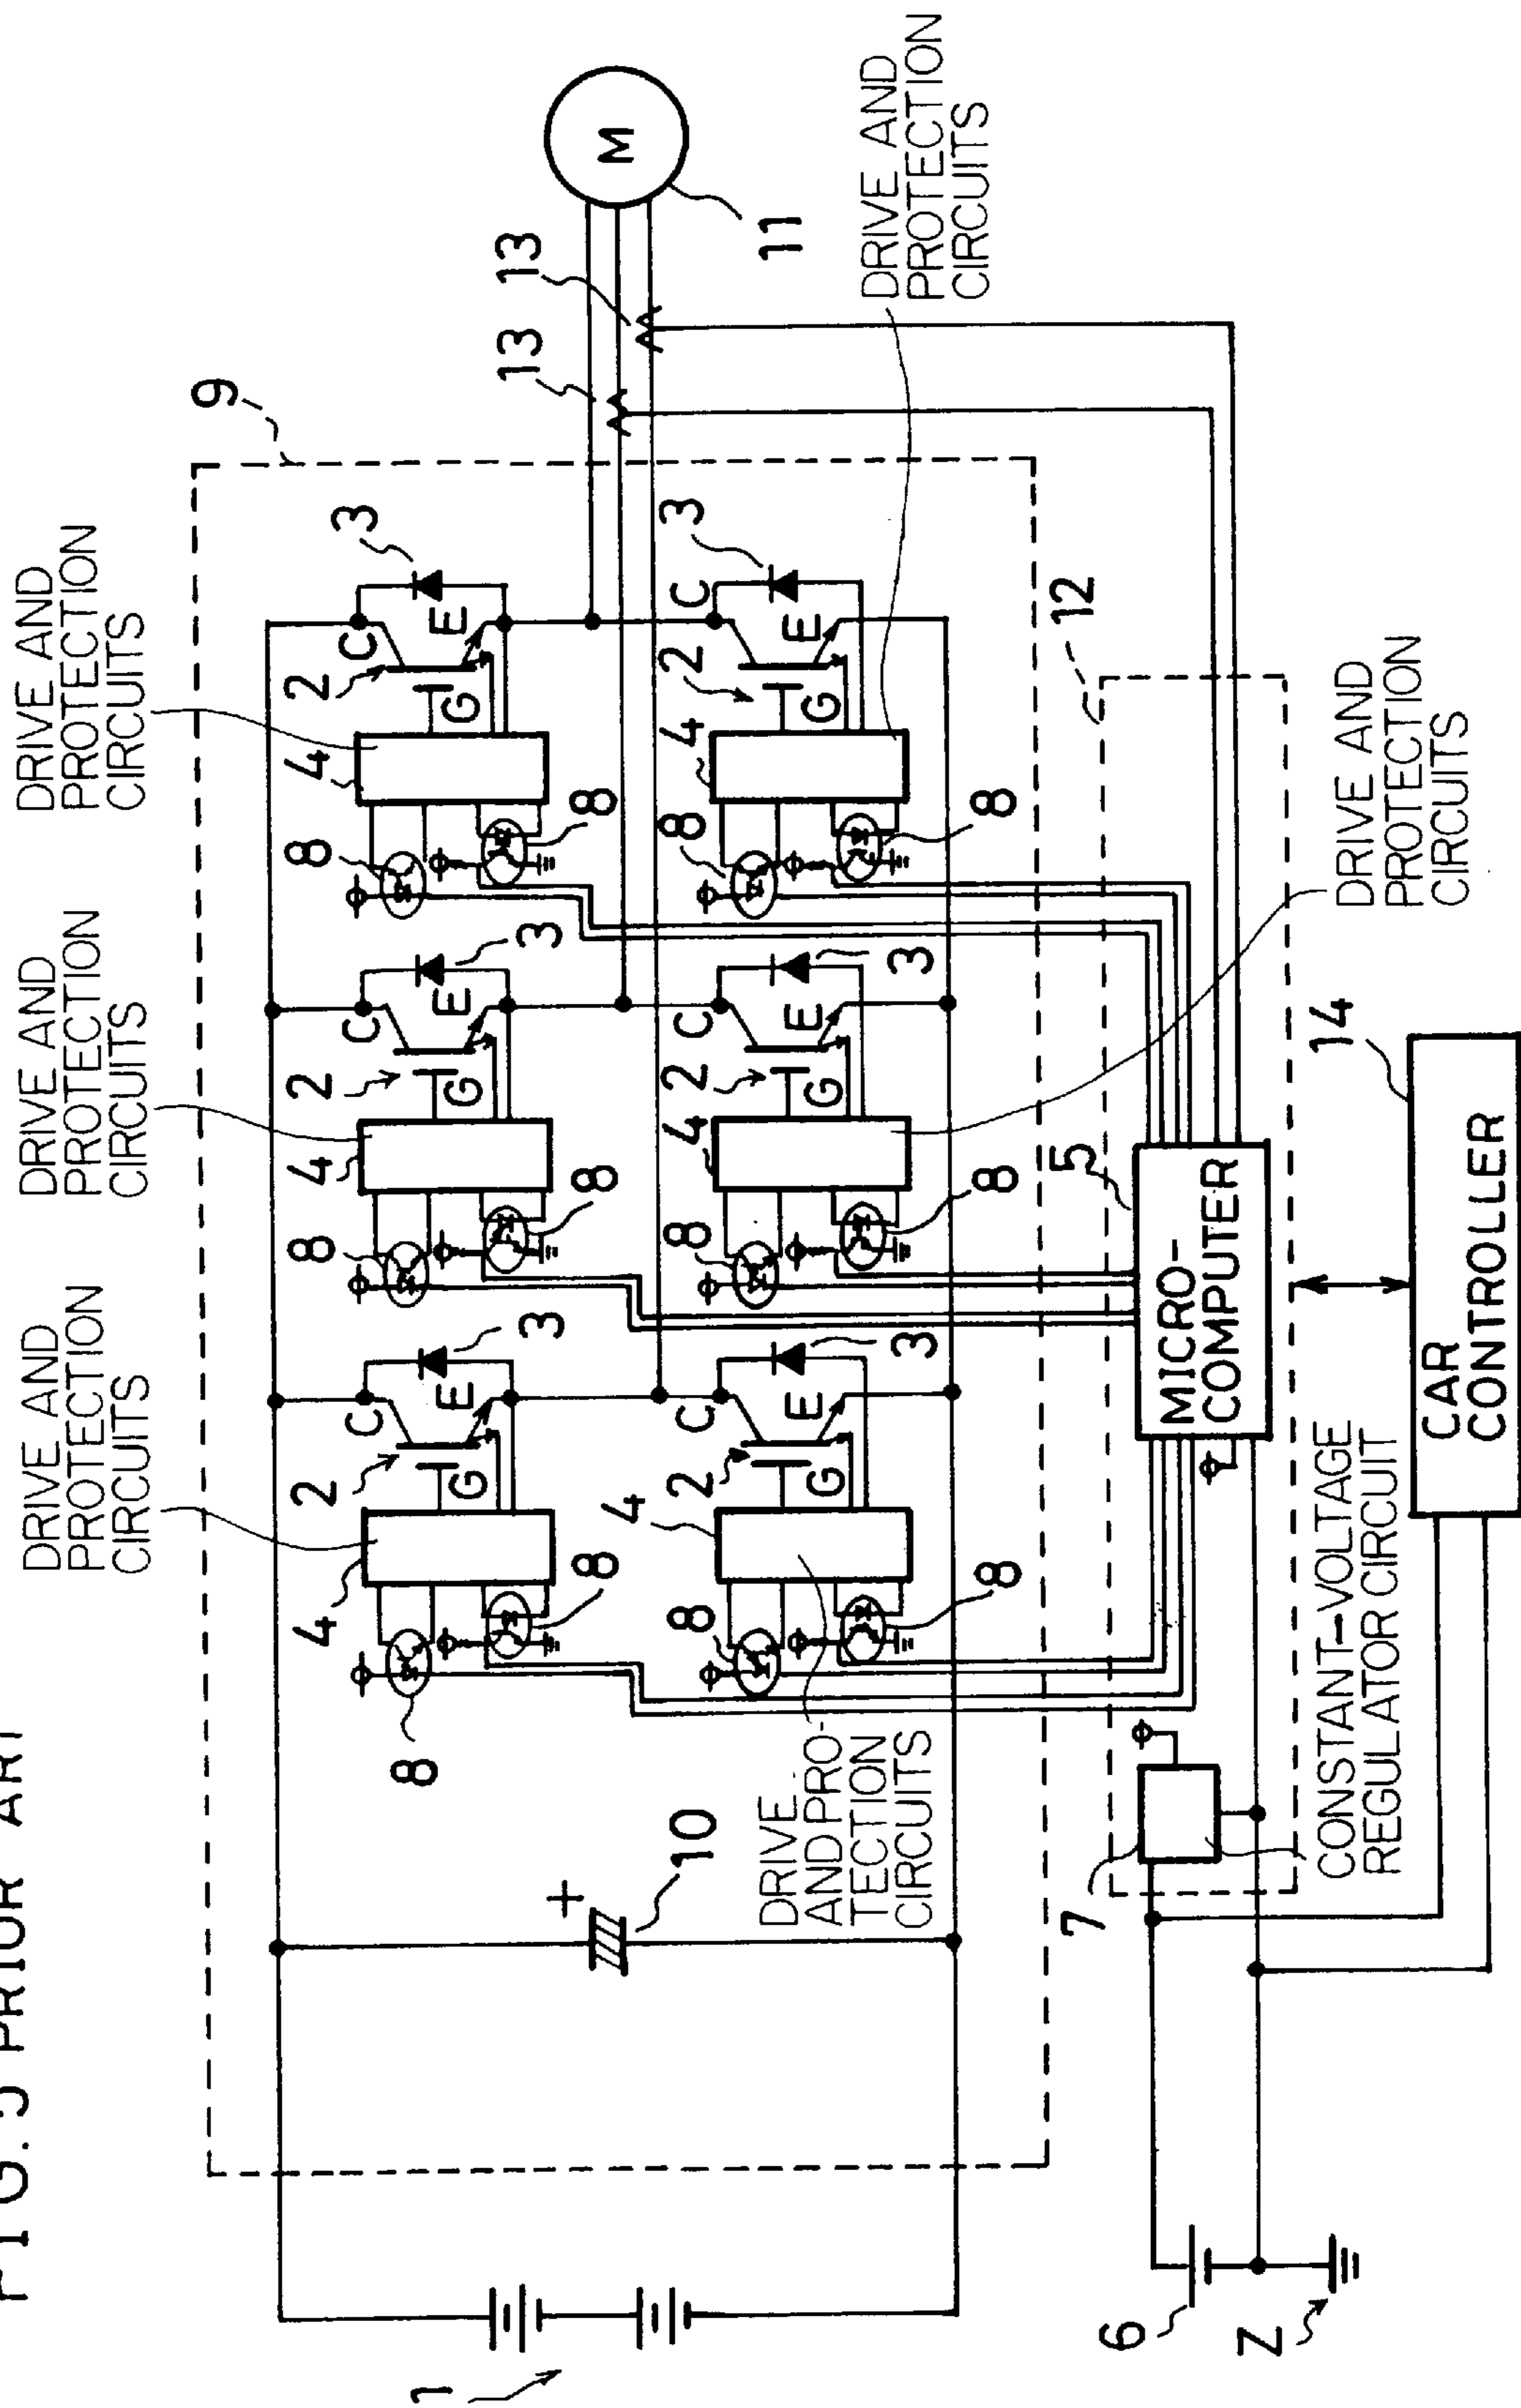 FIG. 5 PRIOR ART
DRIVE AND
PROTECTION
CIRCUITS
DRIVE AND
PROTECTION
CIRCUITS
DRIVE AND
PROTECTION
CIRCUITS
9
4
2
C
E
G
3
8
8
4
2
C
E
G
3
8
8
4
2
C
E
G
3
8
8
1
+
10
13
13
M
11
4
2
C
E
G
3
8
8
4
2
C
E
G
3
8
8
4
2
C
E
G
3
8
8
DRIVE
AND PRO-
TECTION
CIRCUITS
DRIVE AND
PROTECTION
CIRCUITS
12
5
7
6
Z
MICRO-
COMPUTER
CONSTANT-VOLTAGE
REGULATOR CIRCUIT
DRIVE AND
PROTECTION
CIRCUITS
14
CAR
CONTROLLER